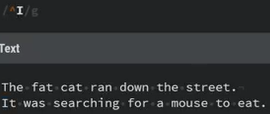 /^I/g
Text
The fat cat ran down the street.
It was searching for a mouse to eat.